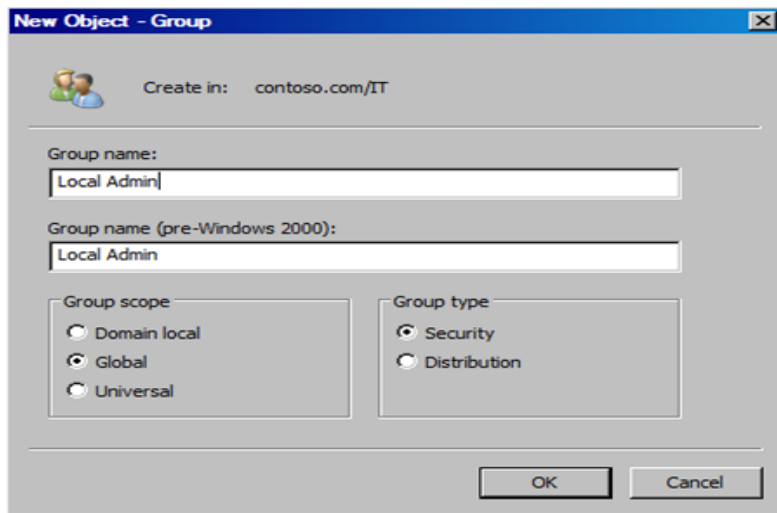 New Object - Group
Create in: contoso.com/IT
Group name:
Local Admin
Group name (pre-Windows 2000):
Local Admin
Group scope
Domain local
Global
Universal
Group type
Security
Distribution
OK
Cancel